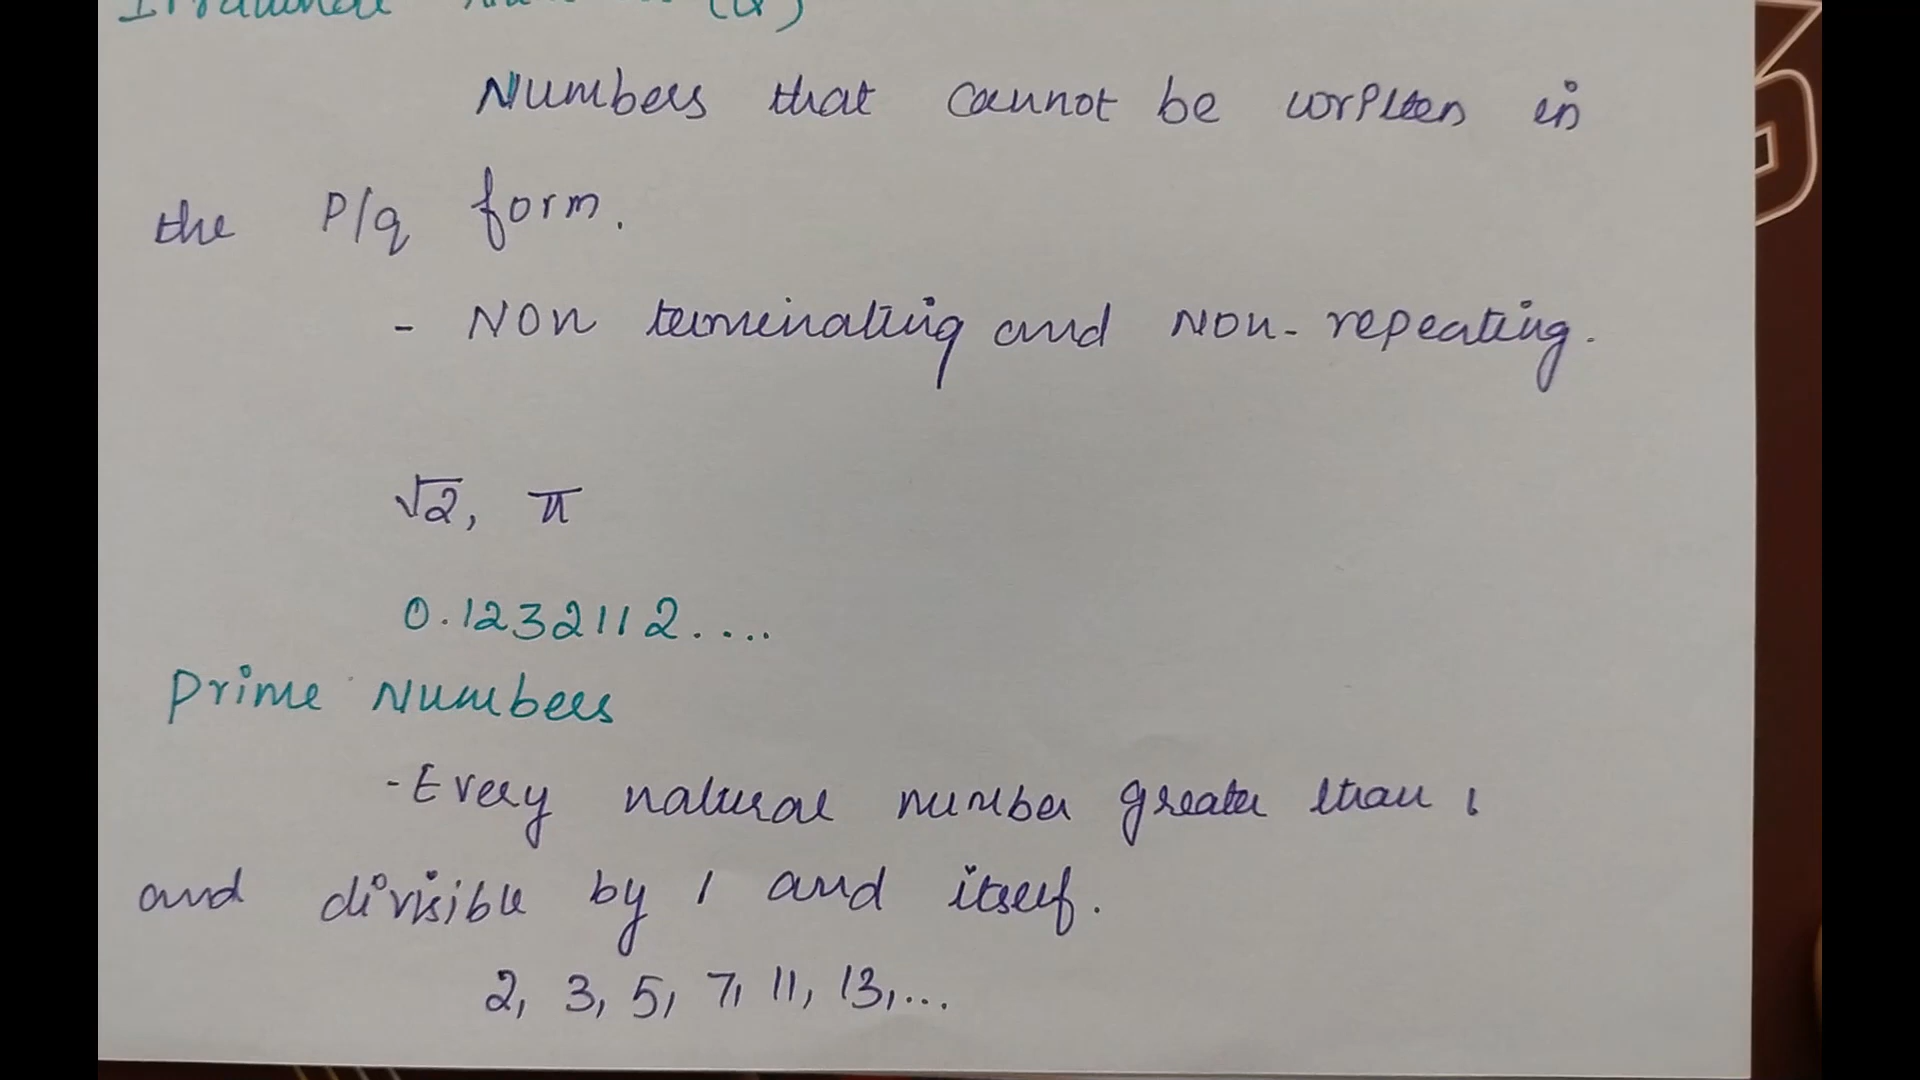 Irrational (Q)
Numbers that cannot be written in
the P/q form.
- Non terminating and non-repeating.
√2, π
0.1232112....
Prime Numbers
- Every natural number greater than 1
and divisible by 1 and itself.
2, 3, 5, 7, 11, 13,...